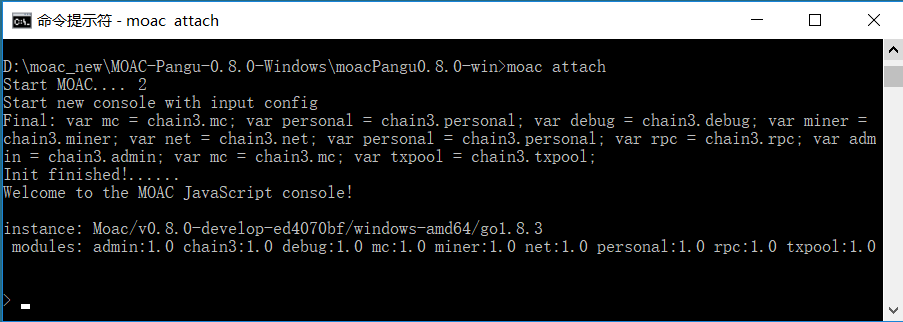 命令提示符 - moac attach
D:\moac_new\MOAC-Pangu-0.8.0-Windows\moacPangu0.8.0-win>moac attach
Start MOAC.... 2
Start new console with input config
Final: var mc = chain3.mc; var personal = chain3.personal; var debug = chain3.debug; var miner =
chain3.miner; var net = chain3.net; var personal = chain3.personal; var rpc = chain3.rpc; var adm
in = chain3.admin; var mc = chain3.mc; var txpool = chain3.txpool;
Init finished!......
Welcome to the MOAC JavaScript console!
instance: Moac/v0.8.0-develop-ed4070bf/windows-amd64/go1.8.3
modules: admin:1.0 chain3:1.0 debug:1.0 mc:1.0 miner:1.0 net:1.0 personal:1.0 rpc:1.0 txpool:1.0
>